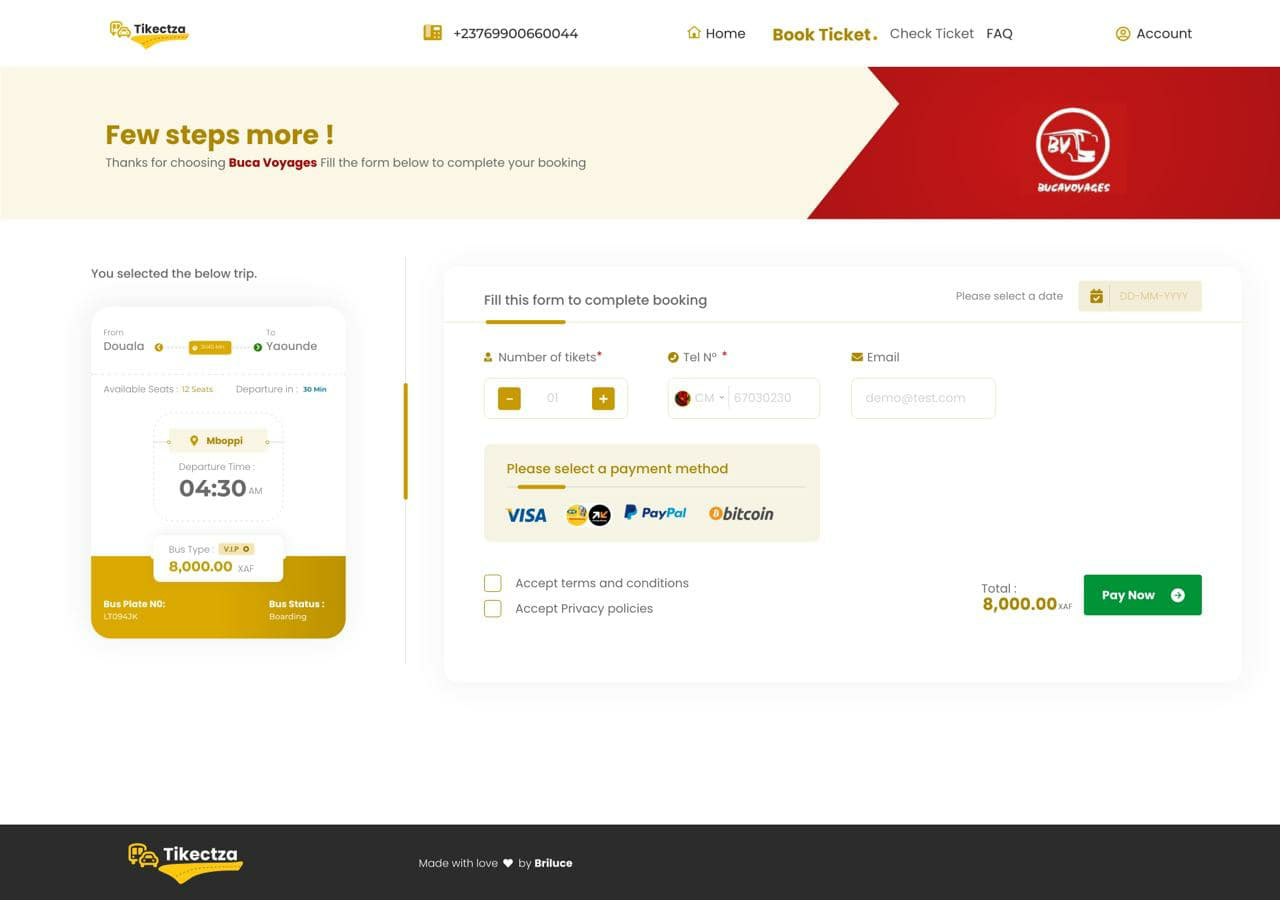 Tikectza
+23769900660044
Home
Book Ticket.
Check Ticket
FAQ
Account
Few steps more !
Thanks for choosing Buca Voyages Fill the form below to complete your booking
BV
BUCAVOYAGES
You selected the below trip.
From
To
Douala
Yaounde
Available Seats : 12 Seats
Departure in : 30 Min
Mboppi
Departure Time :
04:30 AM
Bus Type : V.I.P
8,000.00 XAF
Bus Plate N0:
Bus Status :
LT094JK
Boarding
Fill this form to complete booking
Please select a date
DD-MM-YYYY
Number of tikets*
Tel N° *
Email
- 01 +
CM 67030230
demo@test.com
Please select a payment method
VISA
PayPal
bitcoin
Accept terms and conditions
Accept Privacy policies
Total :
8,000.00 XAF
Pay Now
Tikectza
Made with love ❤ by Briluce